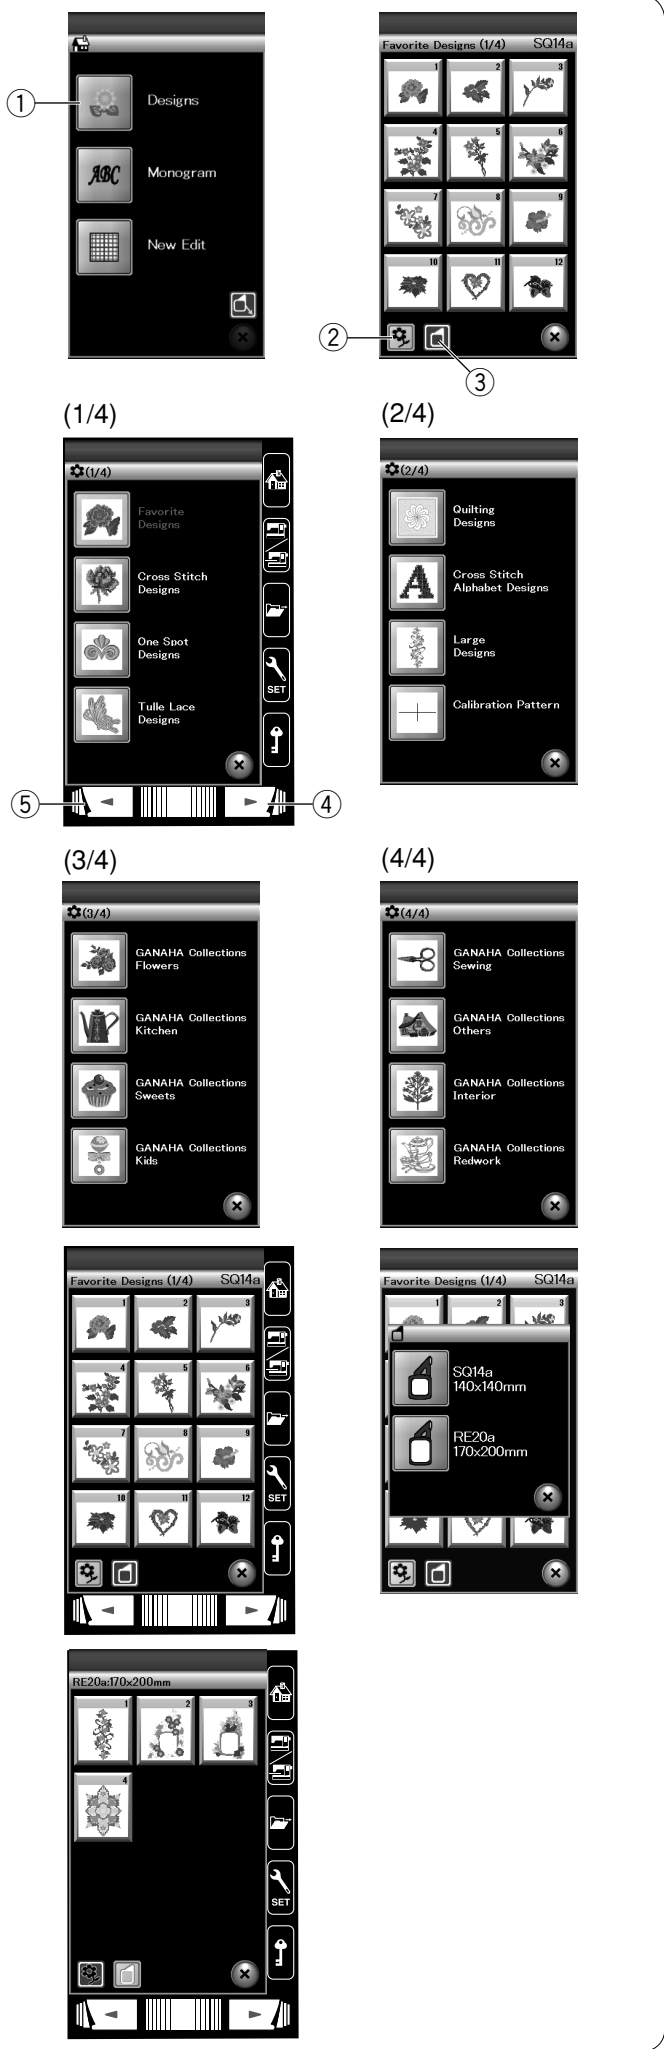 ①
Designs
ABC
Monogram
New Edit
Favorite Designs (1/4) SQ14a
1 2 3
4 5 6
7 8 9
10 11 12
②
③
(1/4)
(1/4)
Favorite
Designs
Cross Stitch
Designs
One Spot
Designs
Tulle Lace
Designs
SET
⑤
④
(2/4)
(2/4)
Quilting
Designs
A
Cross Stitch
Alphabet Designs
Large
Designs
Calibration Pattern
(3/4)
(3/4)
GANAHA Collections
Flowers
GANAHA Collections
Kitchen
GANAHA Collections
Sweets
GANAHA Collections
Kids
(4/4)
(4/4)
GANAHA Collections
Sewing
GANAHA Collections
Others
GANAHA Collections
Interior
GANAHA Collections
Redwork
Favorite Designs (1/4) SQ14a
1 2 3
4 5 6
7 8 9
10 11 12
SET
Favorite Designs (1/4) SQ14a
1 2 3
SQ14a
140x140mm
RE20a
170x200mm
RE20a:170x200mm
1 2 3
4
SET